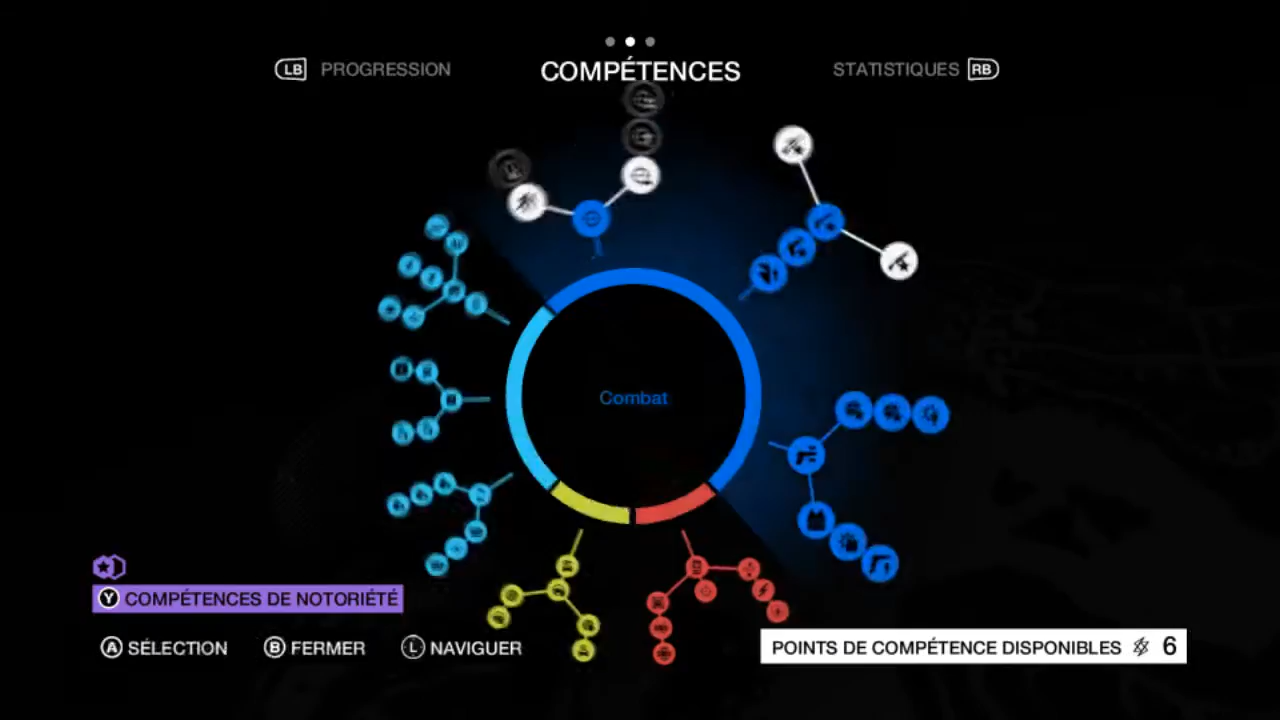 LB PROGRESSION
COMPÉTENCES
STATISTIQUES RB
Combat
Y COMPÉTENCES DE NOTORIÉTÉ
A SÉLECTION
B FERMER
L NAVIGUER
POINTS DE COMPÉTENCE DISPONIBLES 6